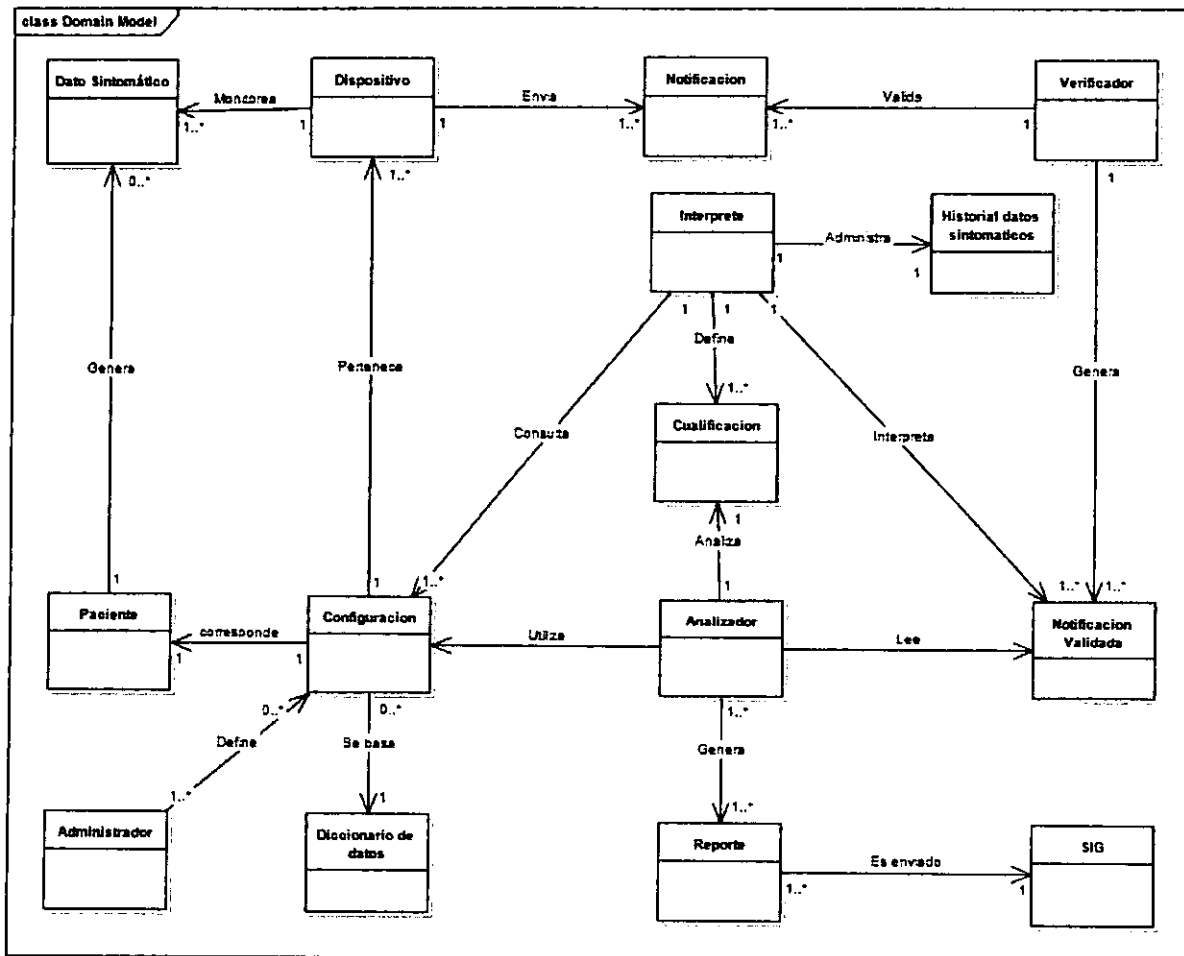 class Domain Model
Dato Sintomático
Dispositivo
Notificacion
Verificador
Envia
Valida
1..*
1
1
1..*
1..*
1
0..*
1..*
1
Interprete
Historial datos
sintomaticos
Administra
1
1
1
1
1
Define
Genera
Pertenece
Genera
1..*
Cualificacion
Consulta
Interpreta
1
Analiza
1
1
1..*
1
1..*
1..*
Paciente
Configuracion
Analizador
Notificacion
Validada
corresponde
Utiliza
Lee
1
1
0..*
0..*
1..*
Define
Se basa
Genera
1..*
1
1..*
Administrador
Diccionario de
datos
Reporte
SIG
Es enviado
1..*
1